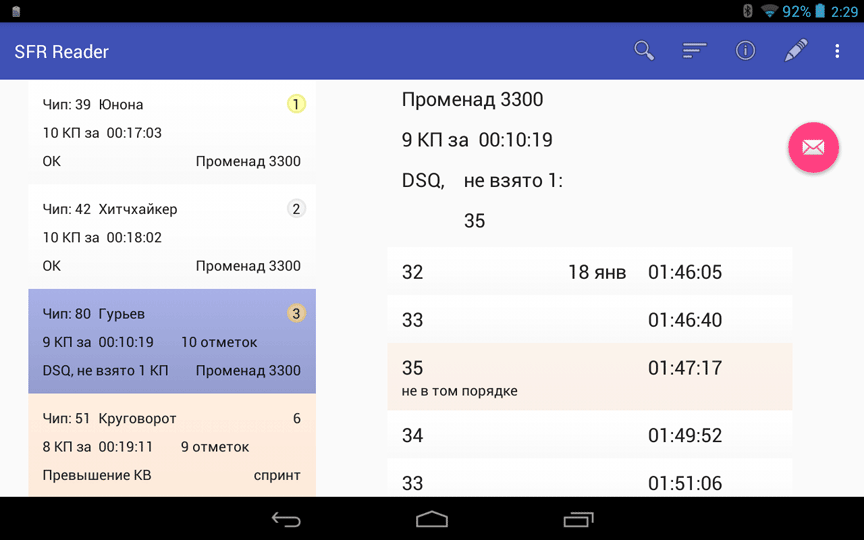 92% 2:29
SFR Reader
Чип: 39 Юнона 1
10 КП за 00:17:03
ОК Променад 3300
Чип: 42 Хитчхайкер 2
10 КП за 00:18:02
ОК Променад 3300
Чип: 80 Гурьев 3
9 КП за 00:10:19 10 отметок
DSQ, не взято 1 КП Променад 3300
Чип: 51 Круговорот 6
8 КП за 00:19:11 9 отметок
Превышение КВ спринт
Променад 3300
9 КП за 00:10:19
DSQ, не взято 1:
35
32 18 янв 01:46:05
33 01:46:40
35 01:47:17
не в том порядке
34 01:49:52
33 01:51:06